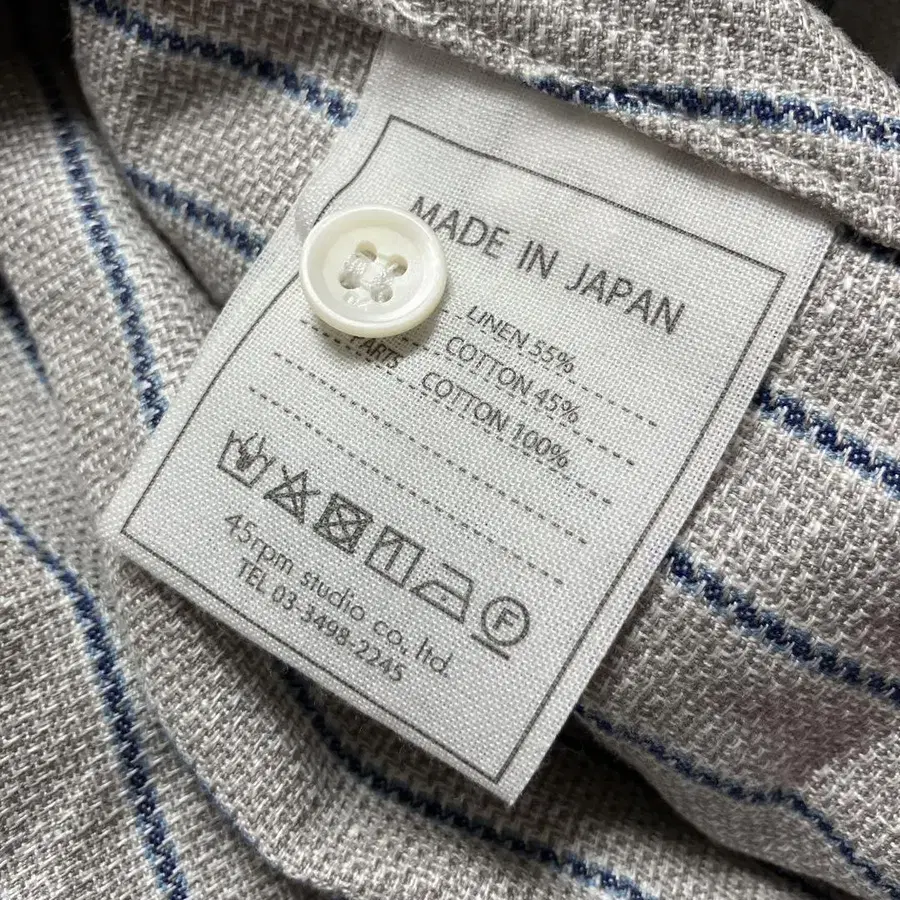 MADE IN JAPAN
LINEN 55%
COTTON 45%
PARTS COTTON 100%
F
45rpm studio co., ltd.
TEL 03-3498-2245